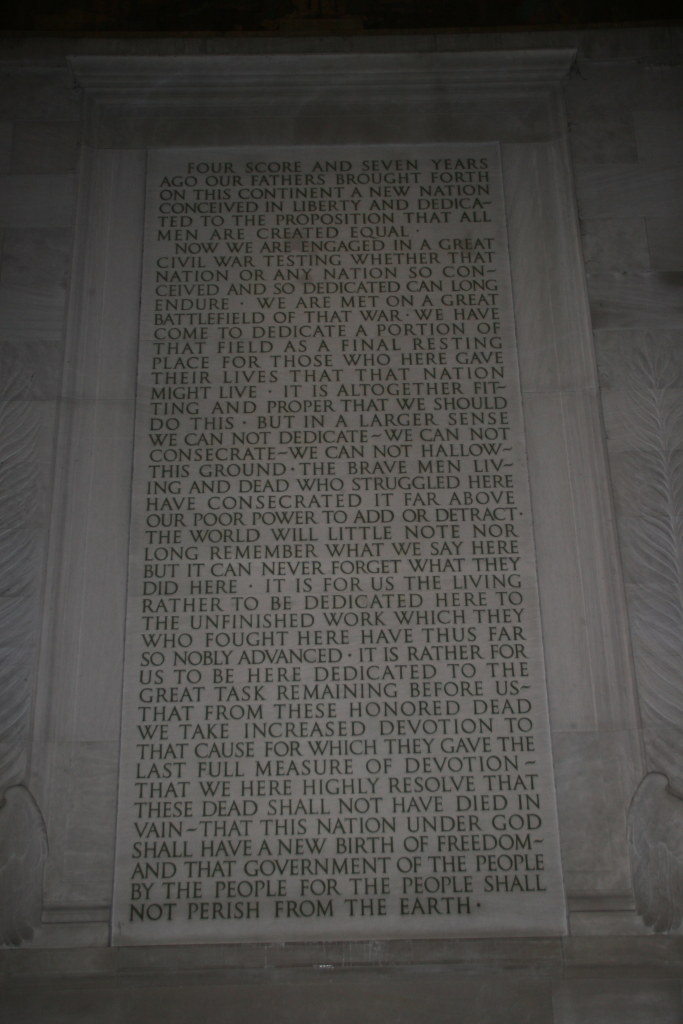 FOUR SCORE AND SEVEN YEARS
AGO OUR FATHERS BROUGHT FORTH
ON THIS CONTINENT A NEW NATION
CONCEIVED IN LIBERTY AND DEDICA-
TED TO THE PROPOSITION THAT ALL
MEN ARE CREATED EQUAL ·
NOW WE ARE ENGAGED IN A GREAT
CIVIL WAR TESTING WHETHER THAT
NATION OR ANY NATION SO CON-
CEIVED AND SO DEDICATED CAN LONG
ENDURE · WE ARE MET ON A GREAT
BATTLEFIELD OF THAT WAR · WE HAVE
COME TO DEDICATE A PORTION OF
THAT FIELD AS A FINAL RESTING
PLACE FOR THOSE WHO HERE GAVE
THEIR LIVES THAT THAT NATION
MIGHT LIVE · IT IS ALTOGETHER FIT-
TING AND PROPER THAT WE SHOULD
DO THIS · BUT IN A LARGER SENSE
WE CAN NOT DEDICATE~WE CAN NOT
CONSECRATE~WE CAN NOT HALLOW~
THIS GROUND · THE BRAVE MEN LIV-
ING AND DEAD WHO STRUGGLED HERE
HAVE CONSECRATED IT FAR ABOVE
OUR POOR POWER TO ADD OR DETRACT ·
THE WORLD WILL LITTLE NOTE NOR
LONG REMEMBER WHAT WE SAY HERE
BUT IT CAN NEVER FORGET WHAT THEY
DID HERE · IT IS FOR US THE LIVING
RATHER TO BE DEDICATED HERE TO
THE UNFINISHED WORK WHICH THEY
WHO FOUGHT HERE HAVE THUS FAR
SO NOBLY ADVANCED · IT IS RATHER FOR
US TO BE HERE DEDICATED TO THE
GREAT TASK REMAINING BEFORE US~
THAT FROM THESE HONORED DEAD
WE TAKE INCREASED DEVOTION TO
THAT CAUSE FOR WHICH THEY GAVE THE
LAST FULL MEASURE OF DEVOTION~
THAT WE HERE HIGHLY RESOLVE THAT
THESE DEAD SHALL NOT HAVE DIED IN
VAIN~THAT THIS NATION UNDER GOD
SHALL HAVE A NEW BIRTH OF FREEDOM~
AND THAT GOVERNMENT OF THE PEOPLE
BY THE PEOPLE FOR THE PEOPLE SHALL
NOT PERISH FROM THE EARTH ·